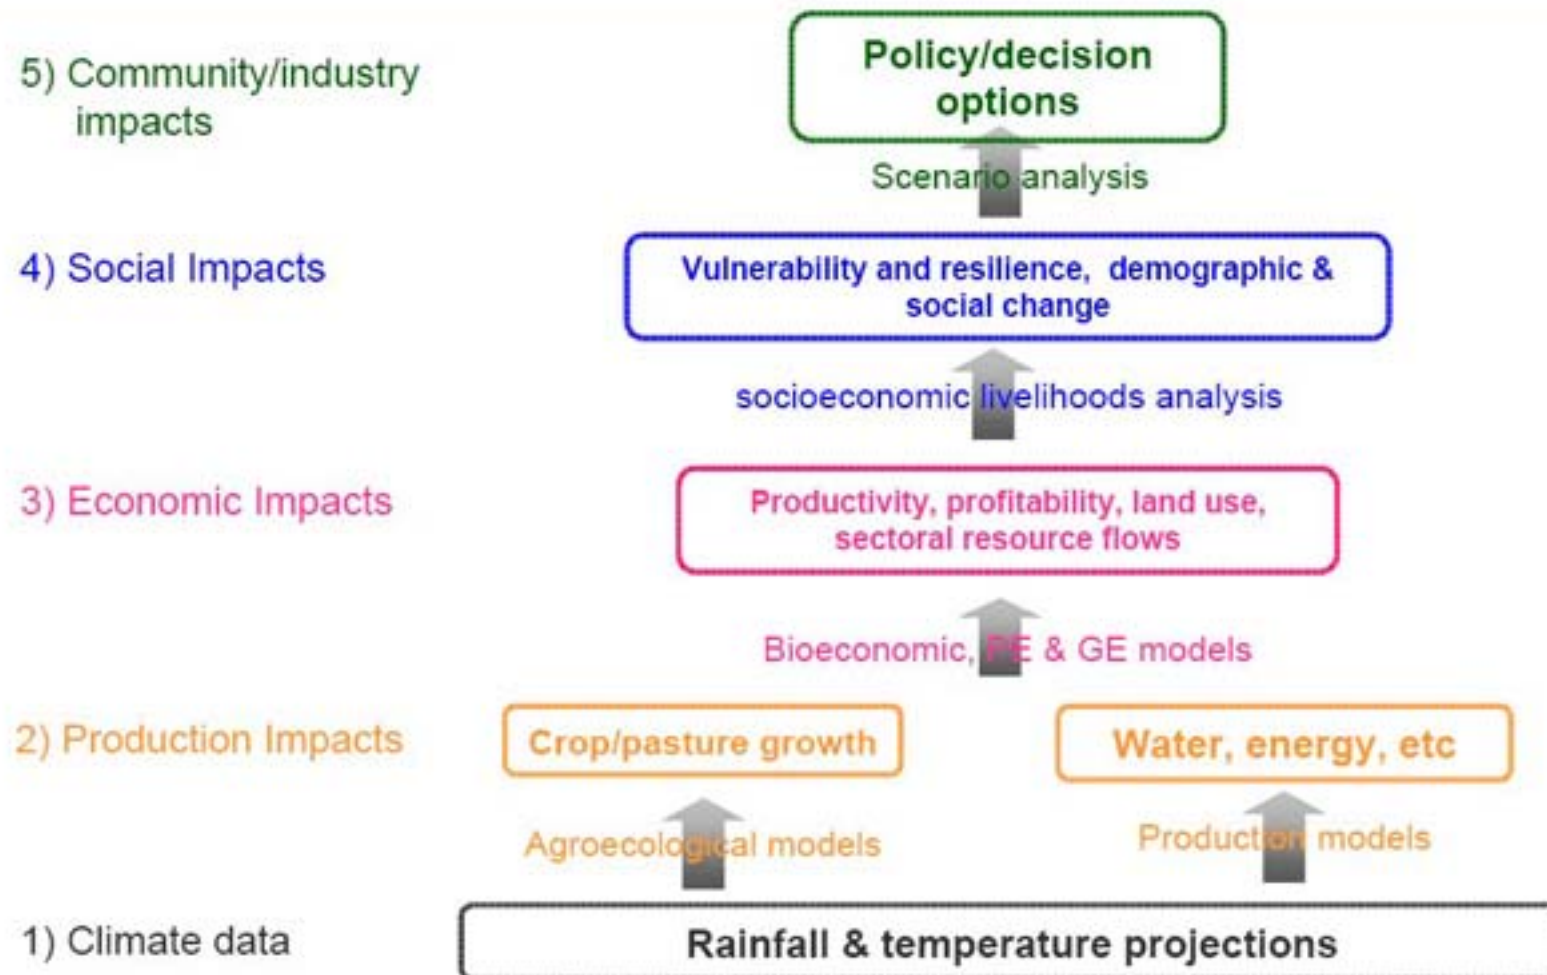 5) Community/industry
impacts
Policy/decision
options
Scenario analysis
4) Social Impacts
Vulnerability and resilience, demographic &
social change
socioeconomic livelihoods analysis
3) Economic Impacts
Productivity, profitability, land use,
sectoral resource flows
Bioeconomic, PE & GE models
2) Production Impacts
Crop/pasture growth
Water, energy, etc
Agroecological models
Production models
1) Climate data
Rainfall & temperature projections